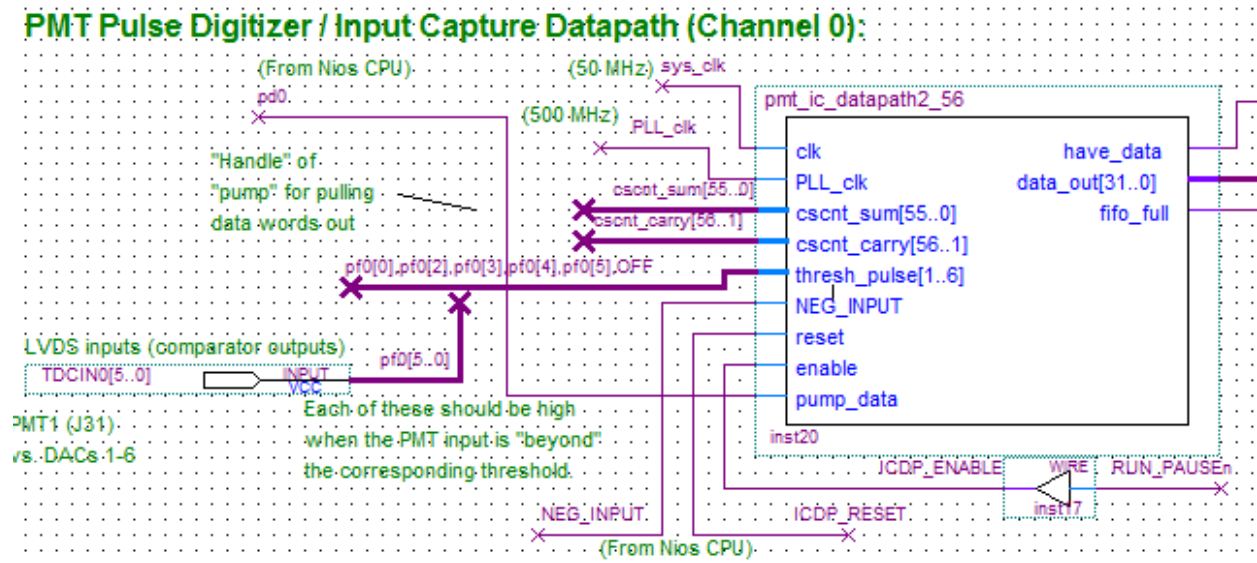 PMT Pulse Digitizer / Input Capture Datapath (Channel 0):
(From Nios CPU)
pd0
(50 MHz) sys_clk
(500 MHz)
PLL_clk
"Handle" of
"pump" for pulling
data words out
cscnt_sum[55..0]
cscnt_carry[56..1]
pf0[0],pf0[2],pf0[3],pf0[4],pf0[5],OFF
pmt_ic_datapath2_56
clk
PLL_clk
cscnt_sum[55..0]
cscnt_carry[56..1]
thresh_pulse[1..6]
NEG_INPUT
reset
enable
pump_data
have_data
data_out[31..0]
fifo_full
inst20
LVDS inputs (comparator outputs)
TDCIN0[5..0]
INPUT
VCC
pf0[5..0]
PMT1 (J31)
vs. DACs 1-6
Each of these should be high
when the PMT input is "beyond"
the corresponding threshold.
NEG_INPUT
ICDP_RESET
(From Nios CPU)
ICDP_ENABLE
WIRE
inst17
RUN_PAUSEn